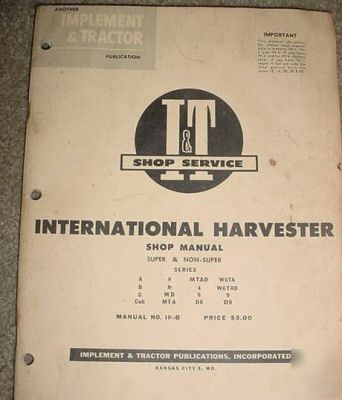 ANOTHER
IMPLEMENT
& TRACTOR
PUBLICATION
IMPORTANT
I&T
SHOP SERVICE
INTERNATIONAL HARVESTER
SHOP MANUAL
SUPER & NON-SUPER
SERIES
A H MTAD W6TA
B M 4 W6TAD
C MD 6 9
Cub MTA D6 D9
MANUAL NO. IH-8 PRICE $3.00
IMPLEMENT & TRACTOR PUBLICATIONS, INCORPORATED
KANSAS CITY 5, MO.